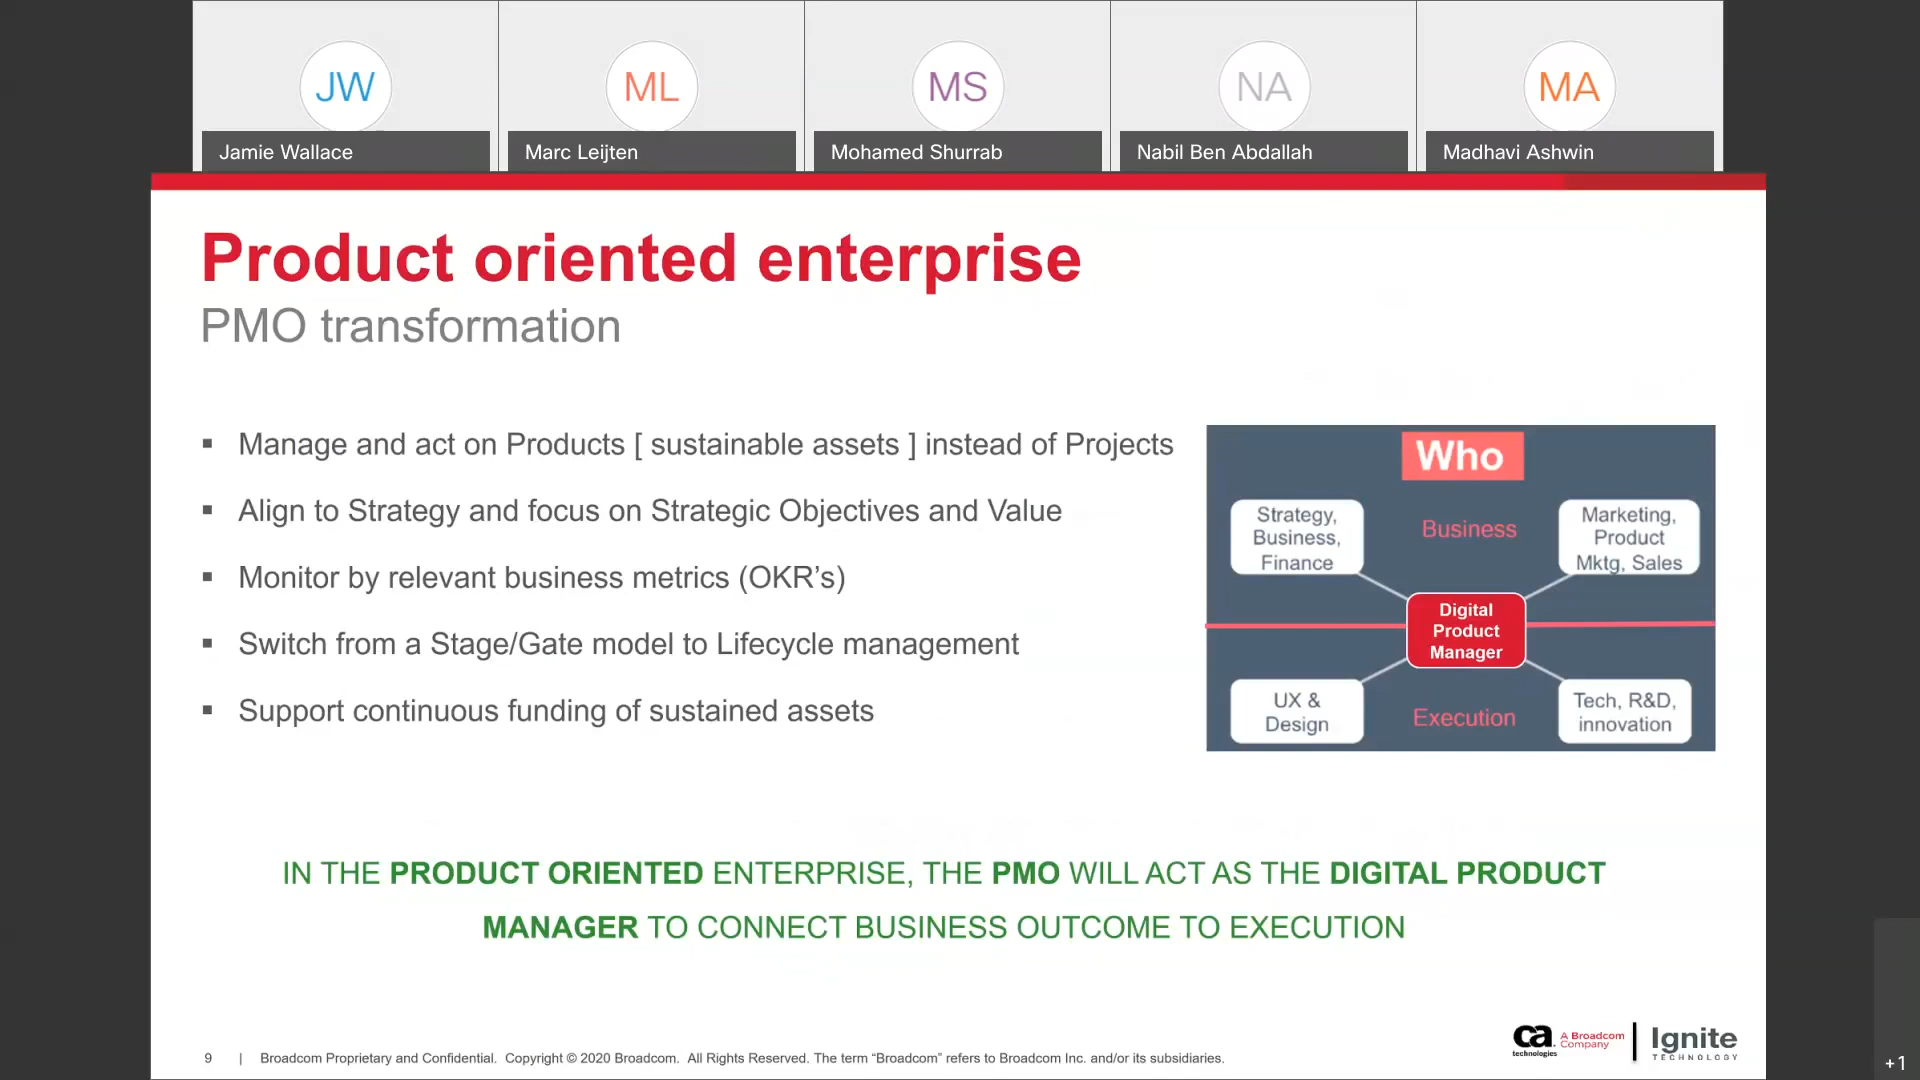 JW
ML
MS
NA
MA
Jamie Wallace
Marc Leijten
Mohamed Shurrab
Nabil Ben Abdallah
Madhavi Ashwin
Product oriented enterprise
PMO transformation
▪ Manage and act on Products [ sustainable assets ] instead of Projects
▪ Align to Strategy and focus on Strategic Objectives and Value
▪ Monitor by relevant business metrics (OKR’s)
▪ Switch from a Stage/Gate model to Lifecycle management
▪ Support continuous funding of sustained assets
Who
Strategy,
Business,
Finance
Business
Marketing,
Product
Mktg, Sales
Digital
Product
Manager
UX &
Design
Execution
Tech, R&D,
innovation
IN THE PRODUCT ORIENTED ENTERPRISE, THE PMO WILL ACT AS THE DIGITAL PRODUCT
MANAGER TO CONNECT BUSINESS OUTCOME TO EXECUTION
9 | Broadcom Proprietary and Confidential. Copyright © 2020 Broadcom. All Rights Reserved. The term “Broadcom” refers to Broadcom Inc. and/or its subsidiaries.
ca
technologies
A Broadcom
Company
Ignite
TECHNOLOGY
+1